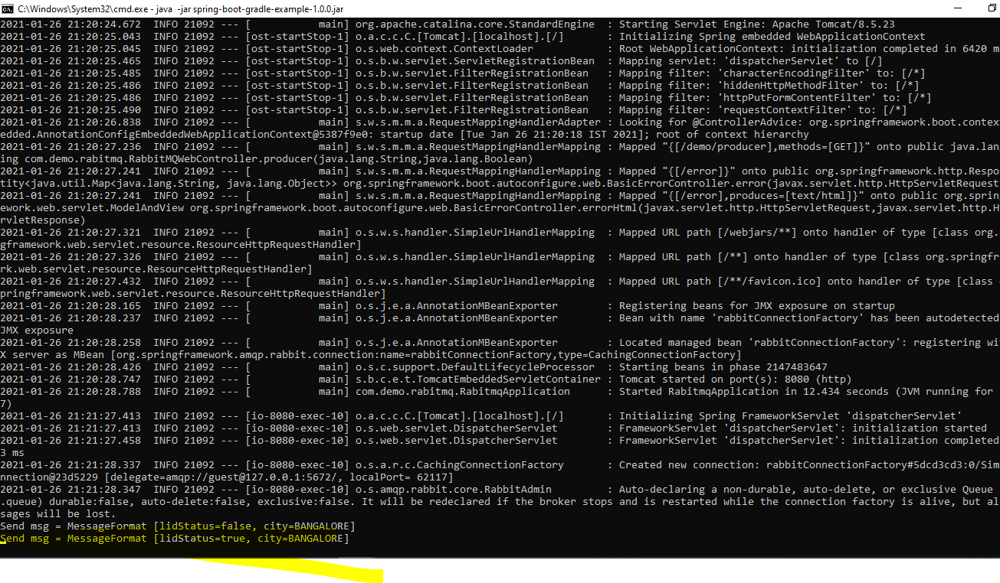 C:\Windows\System32\cmd.exe - java -jar spring-boot-gradle-example-1.0.0.jar
2021-01-26 21:20:24.672  INFO 21092 --- [           main] org.apache.catalina.core.StandardEngine  : Starting Servlet Engine: Apache Tomcat/8.5.23
2021-01-26 21:20:25.043  INFO 21092 --- [ost-startStop-1] o.a.c.c.C.[Tomcat].[localhost].[/]       : Initializing Spring embedded WebApplicationContext
2021-01-26 21:20:25.045  INFO 21092 --- [ost-startStop-1] o.s.web.context.ContextLoader            : Root WebApplicationContext: initialization completed in 6420 m
2021-01-26 21:20:25.465  INFO 21092 --- [ost-startStop-1] o.s.b.w.servlet.ServletRegistrationBean  : Mapping servlet: 'dispatcherServlet' to [/]
2021-01-26 21:20:25.485  INFO 21092 --- [ost-startStop-1] o.s.b.w.servlet.FilterRegistrationBean   : Mapping filter: 'characterEncodingFilter' to: [/*]
2021-01-26 21:20:25.486  INFO 21092 --- [ost-startStop-1] o.s.b.w.servlet.FilterRegistrationBean   : Mapping filter: 'hiddenHttpMethodFilter' to: [/*]
2021-01-26 21:20:25.486  INFO 21092 --- [ost-startStop-1] o.s.b.w.servlet.FilterRegistrationBean   : Mapping filter: 'httpPutFormContentFilter' to: [/*]
2021-01-26 21:20:25.490  INFO 21092 --- [ost-startStop-1] o.s.b.w.servlet.FilterRegistrationBean   : Mapping filter: 'requestContextFilter' to: [/*]
2021-01-26 21:20:26.838  INFO 21092 --- [           main] s.w.s.m.m.a.RequestMappingHandlerAdapter : Looking for @ControllerAdvice: org.springframework.boot.contex
edded.AnnotationConfigEmbeddedWebApplicationContext@5387f9e0: startup date [Tue Jan 26 21:20:18 IST 2021]; root of context hierarchy
2021-01-26 21:20:27.236  INFO 21092 --- [           main] s.w.s.m.m.a.RequestMappingHandlerMapping : Mapped "{[/demo/producer],methods=[GET]}" onto public java.lan
ing com.demo.rabitmq.RabbitMQWebController.producer(java.lang.String,java.lang.Boolean)
2021-01-26 21:20:27.241  INFO 21092 --- [           main] s.w.s.m.m.a.RequestMappingHandlerMapping : Mapped "{[/error]}" onto public org.springframework.http.Respo
tity<java.util.Map<java.lang.String, java.lang.Object>> org.springframework.boot.autoconfigure.web.BasicErrorController.error(javax.servlet.http.HttpServletRequest
2021-01-26 21:20:27.241  INFO 21092 --- [           main] s.w.s.m.m.a.RequestMappingHandlerMapping : Mapped "{[/error],produces=[text/html]}" onto public org.spring
ework.web.servlet.ModelAndView org.springframework.boot.autoconfigure.web.BasicErrorController.errorHtml(javax.servlet.http.HttpServletRequest,javax.servlet.http.H
rvletResponse)
2021-01-26 21:20:27.321  INFO 21092 --- [           main] o.s.w.s.handler.SimpleUrlHandlerMapping  : Mapped URL path [/webjars/**] onto handler of type [class org.
gframework.web.servlet.resource.ResourceHttpRequestHandler]
2021-01-26 21:20:27.326  INFO 21092 --- [           main] o.s.w.s.handler.SimpleUrlHandlerMapping  : Mapped URL path [/**] onto handler of type [class org.springfr
rk.web.servlet.resource.ResourceHttpRequestHandler]
2021-01-26 21:20:27.432  INFO 21092 --- [           main] o.s.w.s.handler.SimpleUrlHandlerMapping  : Mapped URL path [/**/favicon.ico] onto handler of type [class
pringframework.web.servlet.resource.ResourceHttpRequestHandler]
2021-01-26 21:20:28.165  INFO 21092 --- [           main] o.s.j.e.a.AnnotationMBeanExporter        : Registering beans for JMX exposure on startup
2021-01-26 21:20:28.237  INFO 21092 --- [           main] o.s.j.e.a.AnnotationMBeanExporter        : Bean with name 'rabbitConnectionFactory' has been autodetected
JMX exposure
2021-01-26 21:20:28.258  INFO 21092 --- [           main] o.s.j.e.a.AnnotationMBeanExporter        : Located managed bean 'rabbitConnectionFactory': registering wi
X server as MBean [org.springframework.amqp.rabbit.connection:name=rabbitConnectionFactory,type=CachingConnectionFactory]
2021-01-26 21:20:28.426  INFO 21092 --- [           main] o.s.c.support.DefaultLifecycleProcessor  : Starting beans in phase 2147483647
2021-01-26 21:20:28.747  INFO 21092 --- [           main] s.b.c.e.t.TomcatEmbeddedServletContainer : Tomcat started on port(s): 8080 (http)
2021-01-26 21:20:28.788  INFO 21092 --- [           main] com.demo.rabitmq.RabitmqApplication      : Started RabitmqApplication in 12.434 seconds (JVM running for
7)
2021-01-26 21:21:27.413  INFO 21092 --- [io-8080-exec-10] o.a.c.c.C.[Tomcat].[localhost].[/]       : Initializing Spring FrameworkServlet 'dispatcherServlet'
2021-01-26 21:21:27.413  INFO 21092 --- [io-8080-exec-10] o.s.web.servlet.DispatcherServlet        : FrameworkServlet 'dispatcherServlet': initialization started
2021-01-26 21:21:27.458  INFO 21092 --- [io-8080-exec-10] o.s.web.servlet.DispatcherServlet        : FrameworkServlet 'dispatcherServlet': initialization completed
3 ms
2021-01-26 21:21:28.337  INFO 21092 --- [io-8080-exec-10] o.s.a.r.c.CachingConnectionFactory       : Created new connection: rabbitConnectionFactory#5dcd3cd3:0/Sim
nnection@23d5229 [delegate=amqp://guest@127.0.0.1:5672/, localPort= 62117]
2021-01-26 21:21:28.347  INFO 21092 --- [io-8080-exec-10] o.s.amqp.rabbit.core.RabbitAdmin         : Auto-declaring a non-durable, auto-delete, or exclusive Queue
.queue) durable:false, auto-delete:false, exclusive:false. It will be redeclared if the broker stops and is restarted while the connection factory is alive, but al
sages will be lost.
Send msg = MessageFormat [lidStatus=false, city=BANGALORE]
Send msg = MessageFormat [lidStatus=true, city=BANGALORE]